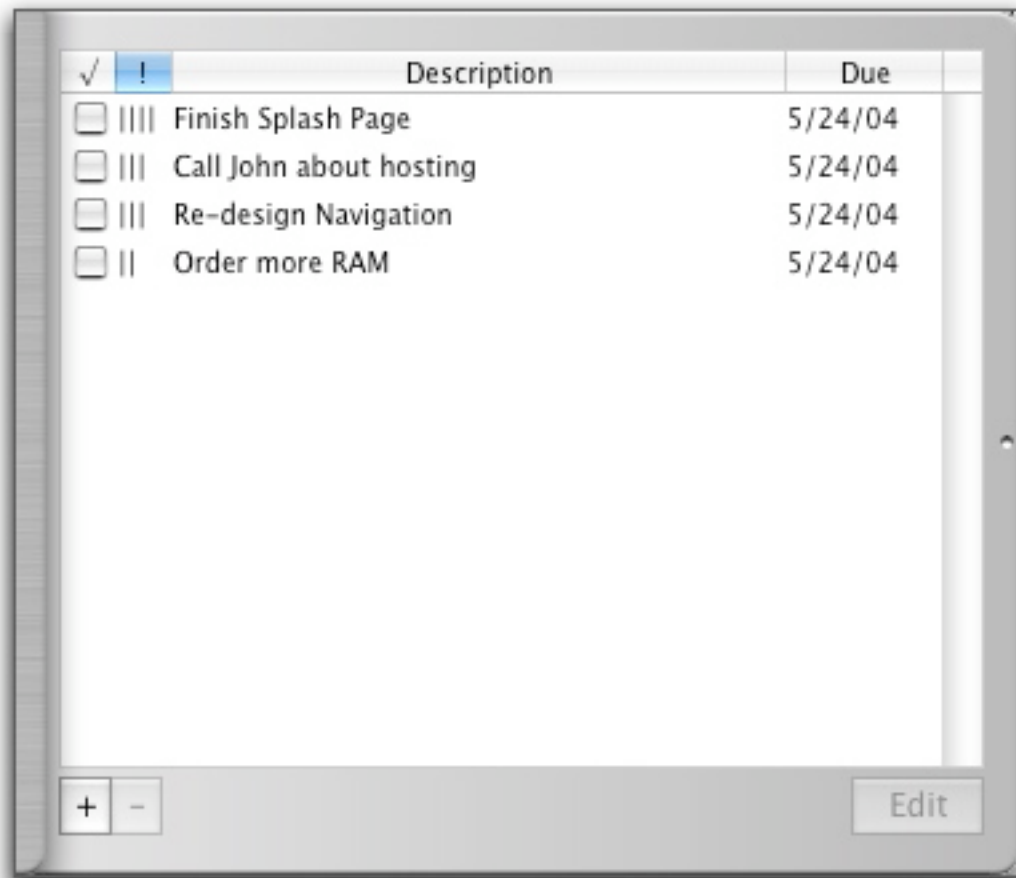 √ ! Description Due
|||| Finish Splash Page 5/24/04
||| Call John about hosting 5/24/04
||| Re-design Navigation 5/24/04
|| Order more RAM 5/24/04
+ - Edit